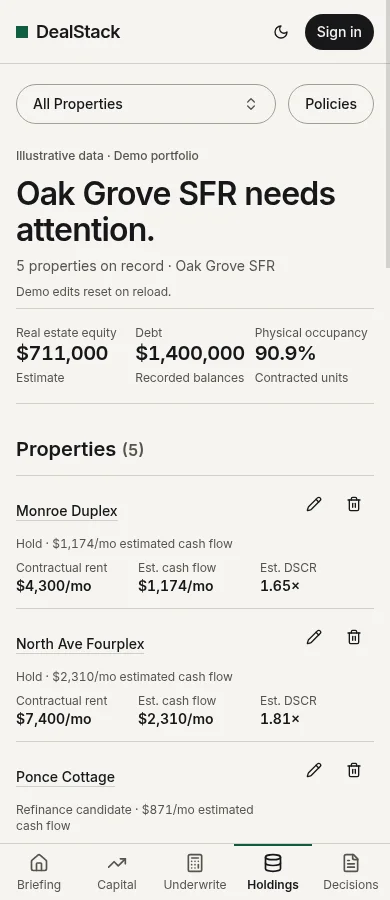 DealStack
Sign in
All Properties
Policies
Illustrative data · Demo portfolio
Oak Grove SFR needs
attention.
5 properties on record · Oak Grove SFR
Demo edits reset on reload.
Real estate equity
$711,000
Estimate
Debt
$1,400,000
Recorded balances
Physical occupancy
90.9%
Contracted units
Properties (5)
Monroe Duplex
Hold · $1,174/mo estimated cash flow
Contractual rent
$4,300/mo
Est. cash flow
$1,174/mo
Est. DSCR
1.65×
North Ave Fourplex
Hold · $2,310/mo estimated cash flow
Contractual rent
$7,400/mo
Est. cash flow
$2,310/mo
Est. DSCR
1.81×
Ponce Cottage
Refinance candidate · $871/mo estimated
cash flow
Briefing
Capital
Underwrite
Holdings
Decisions